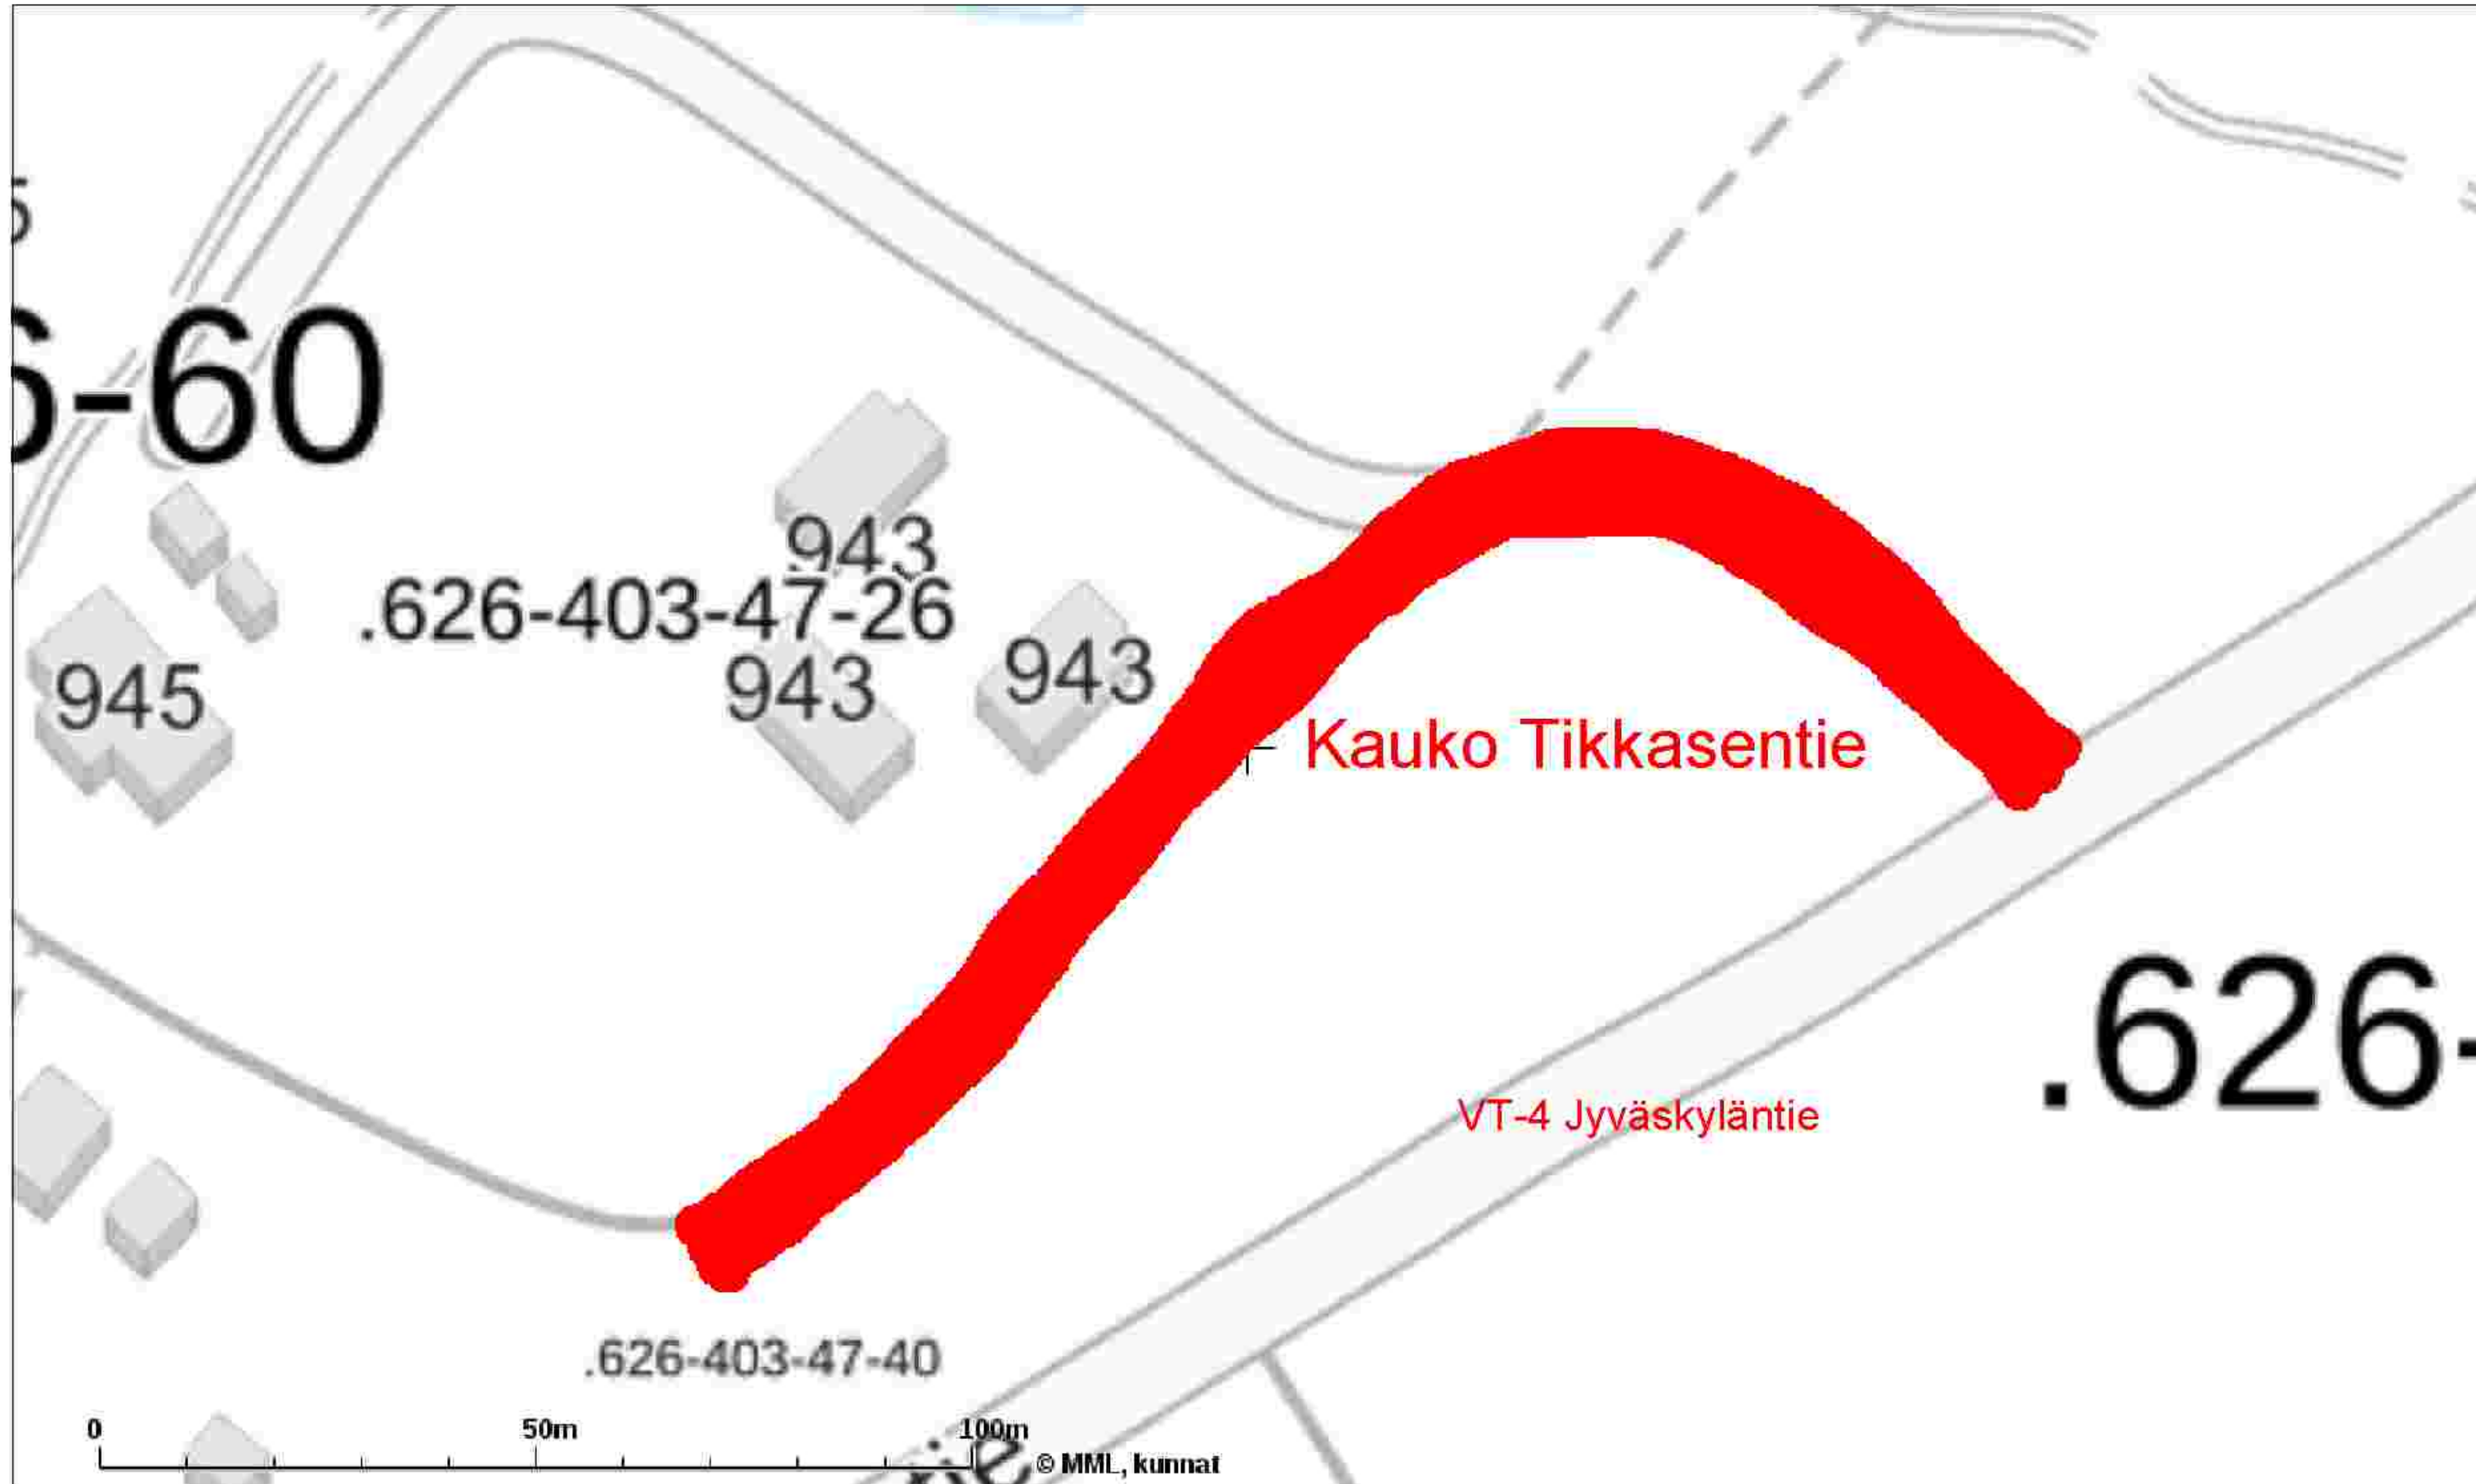 6-60
943
.626-403-47-26
943
943
945
Kauko Tikkasentie
.626-
VT-4 Jyväskyläntie
.626-403-47-40
0 50m 100m
tie
© MML, kunnat